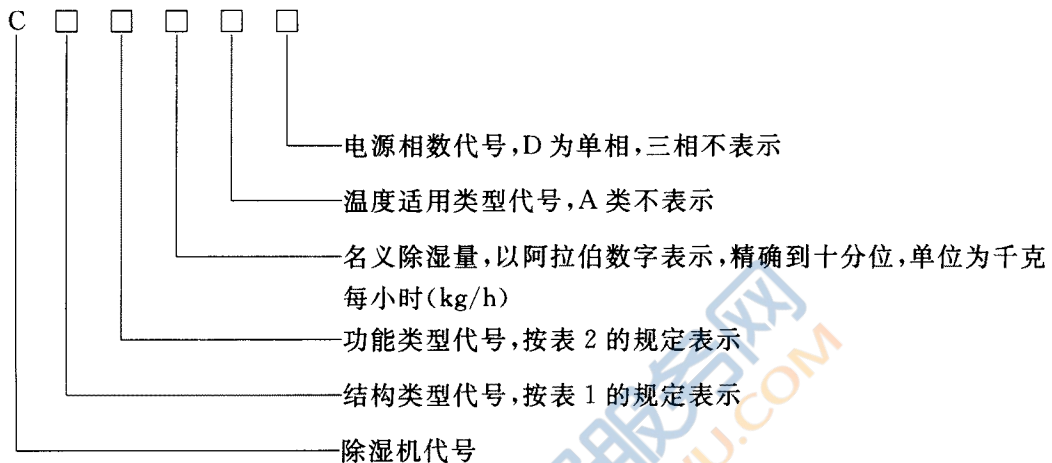 C □ □ □ □ □
电源相数代号,D 为单相,三相不表示
温度适用类型代号,A 类不表示
名义除湿量,以阿拉伯数字表示,精确到十分位,单位为千克
每小时(kg/h)
功能类型代号,按表 2 的规定表示
结构类型代号,按表 1 的规定表示
除湿机代号
服务网
.COM